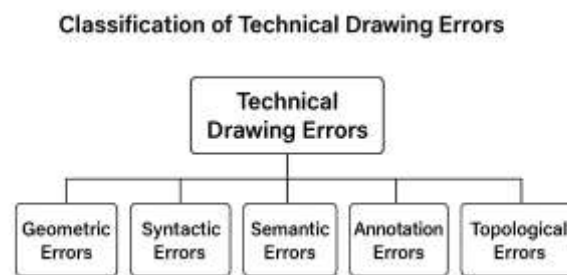 Classification of Technical Drawing Errors
Technical
Drawing Errors
Geometric
Errors
Syntactic
Errors
Semantic
Errors
Annotation
Errors
Topological
Errors